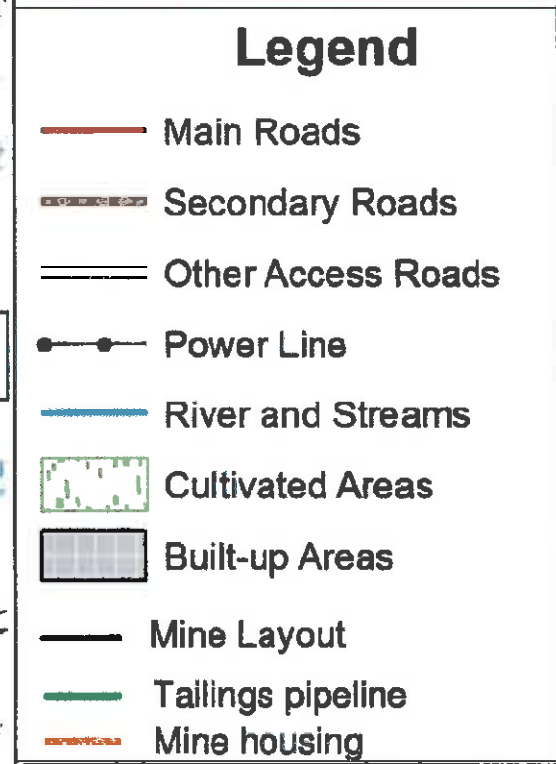 Legend
Main Roads
Secondary Roads
Other Access Roads
Power Line
River and Streams
Cultivated Areas
Built-up Areas
Mine Layout
Tailings pipeline
Mine housing